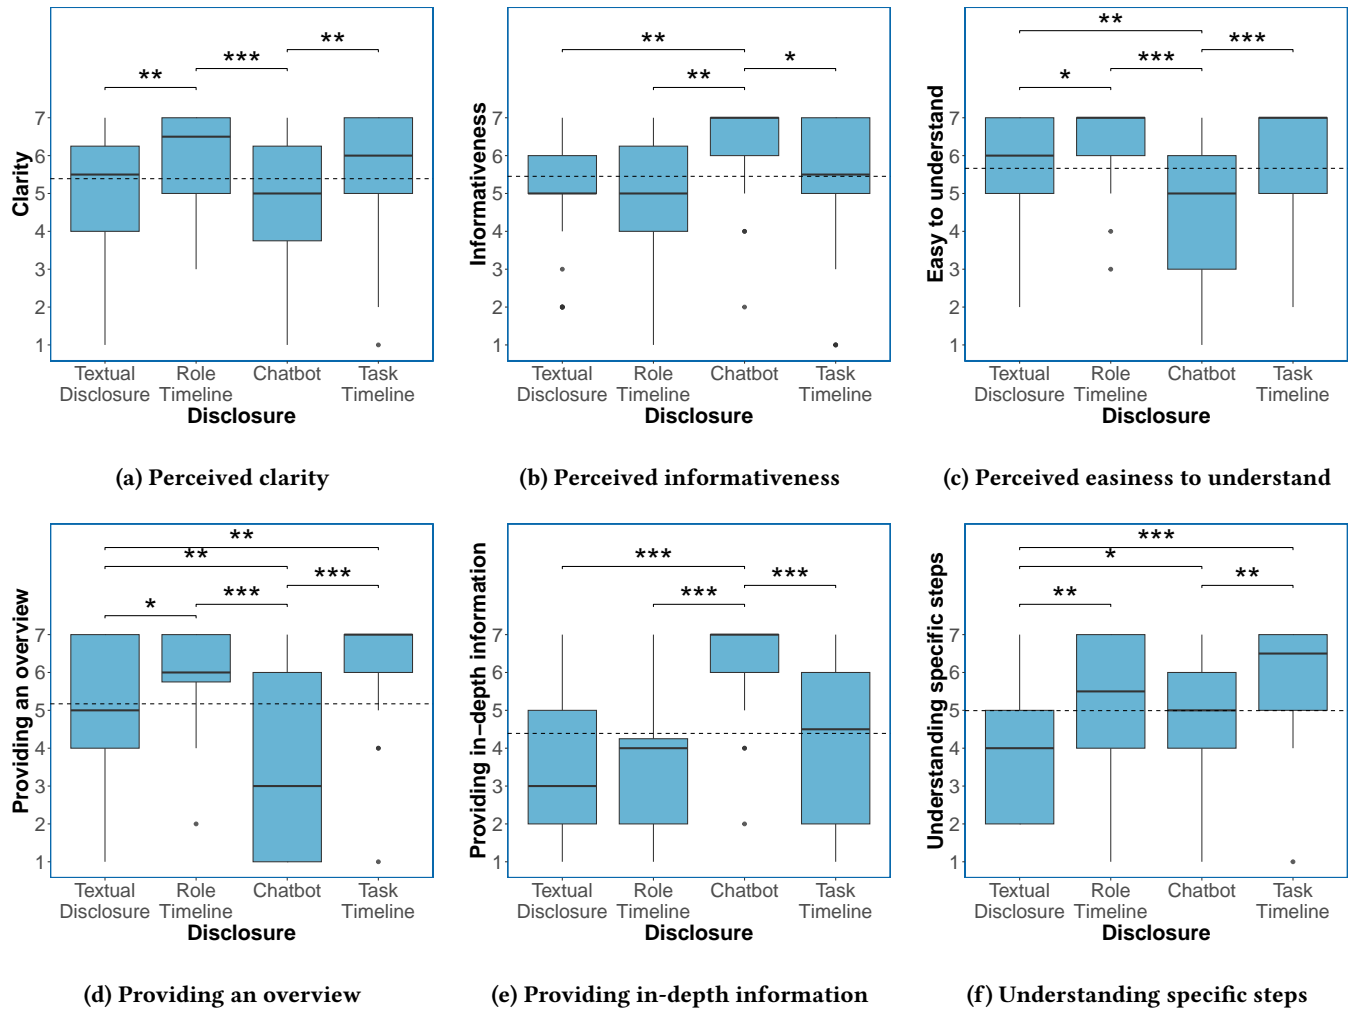 ** *** **
Clarity
7
6
5
4
3
2
1
Textual Disclosure
Role Timeline
Chatbot
Task Timeline
Disclosure
(a) Perceived clarity
** ** *
Informativeness
7
6
5
4
3
2
1
Textual Disclosure
Role Timeline
Chatbot
Task Timeline
Disclosure
(b) Perceived informativeness
** * *** ***
Easy to understand
7
6
5
4
3
2
1
Textual Disclosure
Role Timeline
Chatbot
Task Timeline
Disclosure
(c) Perceived easiness to understand
** ** *** * ***
Providing an overview
7
6
5
4
3
2
1
Textual Disclosure
Role Timeline
Chatbot
Task Timeline
Disclosure
(d) Providing an overview
*** *** ***
Providing in−depth information
7
6
5
4
3
2
1
Textual Disclosure
Role Timeline
Chatbot
Task Timeline
Disclosure
(e) Providing in-depth information
*** * ** **
Understanding specific steps
7
6
5
4
3
2
1
Textual Disclosure
Role Timeline
Chatbot
Task Timeline
Disclosure
(f) Understanding specific steps